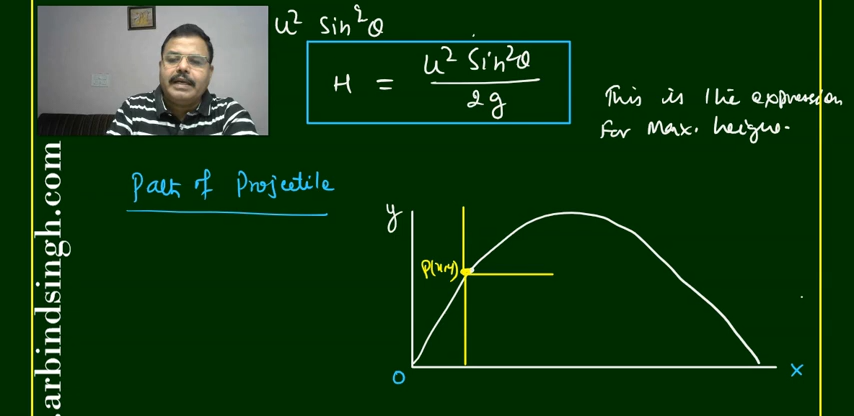 u² Sin²θ
H = u² Sin²θ / 2g
This is the expression
For Max. height.
Path of Projectile
y
P(x,y)
O
X
arbindsingh.com